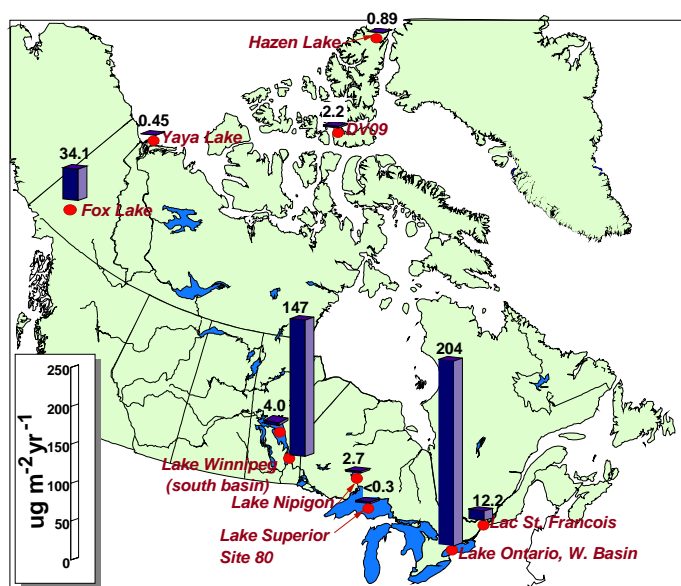 0.89
Hazen Lake
2.2
DV09
0.45
Yaya Lake
34.1
Fox Lake
147
204
250
200
150
100
50
0
ug m-2yr-1
4.0
Lake Winnipeg
(south basin)
2.7
Lake Nipigon
<0.3
Lake Superior
Site 80
12.2
Lac St. Francois
Lake Ontario, W. Basin